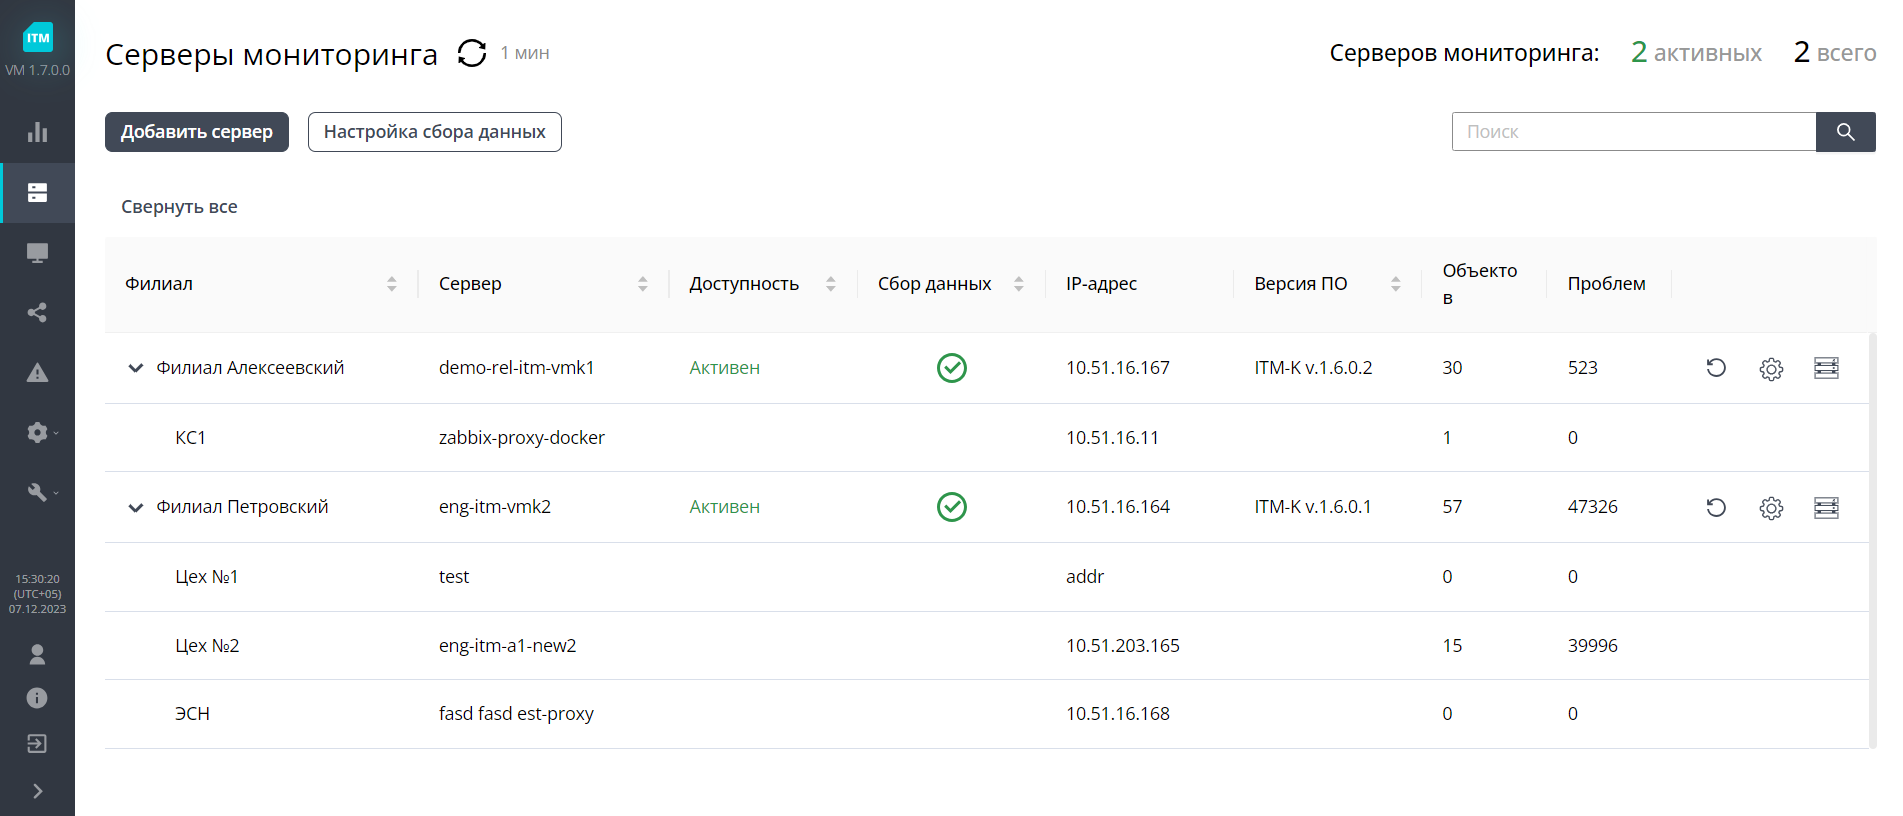 ITM
VM 1.7.0.0
15:30:20
(UTC+05)
07.12.2023
Серверы мониторинга 1 мин
Серверов мониторинга: 2 активных 2 всего
Добавить сервер Настройка сбора данных Поиск
Свернуть все
Филиал Сервер Доступность Сбор данных IP-адрес Версия ПО Объекто Проблем
в
Филиал Алексеевский demo-rel-itm-vmk1 Активен 10.51.16.167 ITM-K v.1.6.0.2 30 523
КС1 zabbix-proxy-docker 10.51.16.11 1 0
Филиал Петровский eng-itm-vmk2 Активен 10.51.16.164 ITM-K v.1.6.0.1 57 47326
Цех №1 test addr 0 0
Цех №2 eng-itm-a1-new2 10.51.203.165 15 39996
ЭСН fasd fasd est-proxy 10.51.16.168 0 0